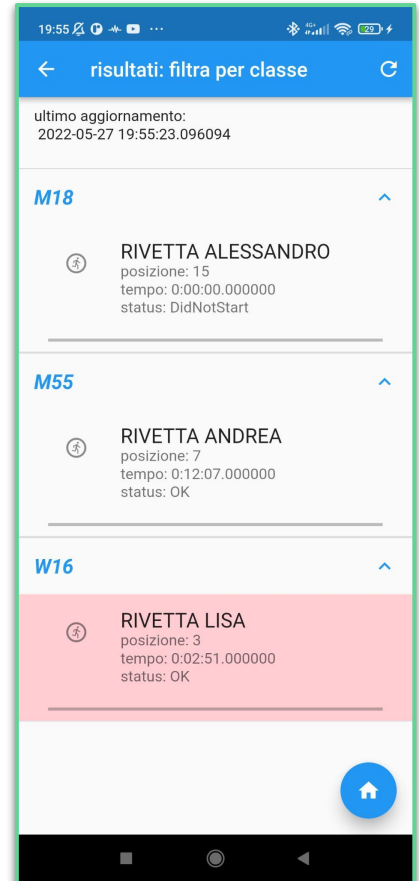 19:55 ···
4G+
29
risultati: filtra per classe
ultimo aggiornamento:
2022-05-27 19:55:23.096094
M18
RIVETTA ALESSANDRO
posizione: 15
tempo: 0:00:00.000000
status: DidNotStart
M55
RIVETTA ANDREA
posizione: 7
tempo: 0:12:07.000000
status: OK
W16
RIVETTA LISA
posizione: 3
tempo: 0:02:51.000000
status: OK